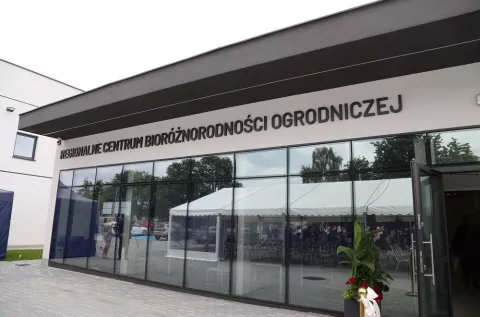 REGIONALNE CENTRUM BIORÓŻNORODNOŚCI OGRODNICZEJ